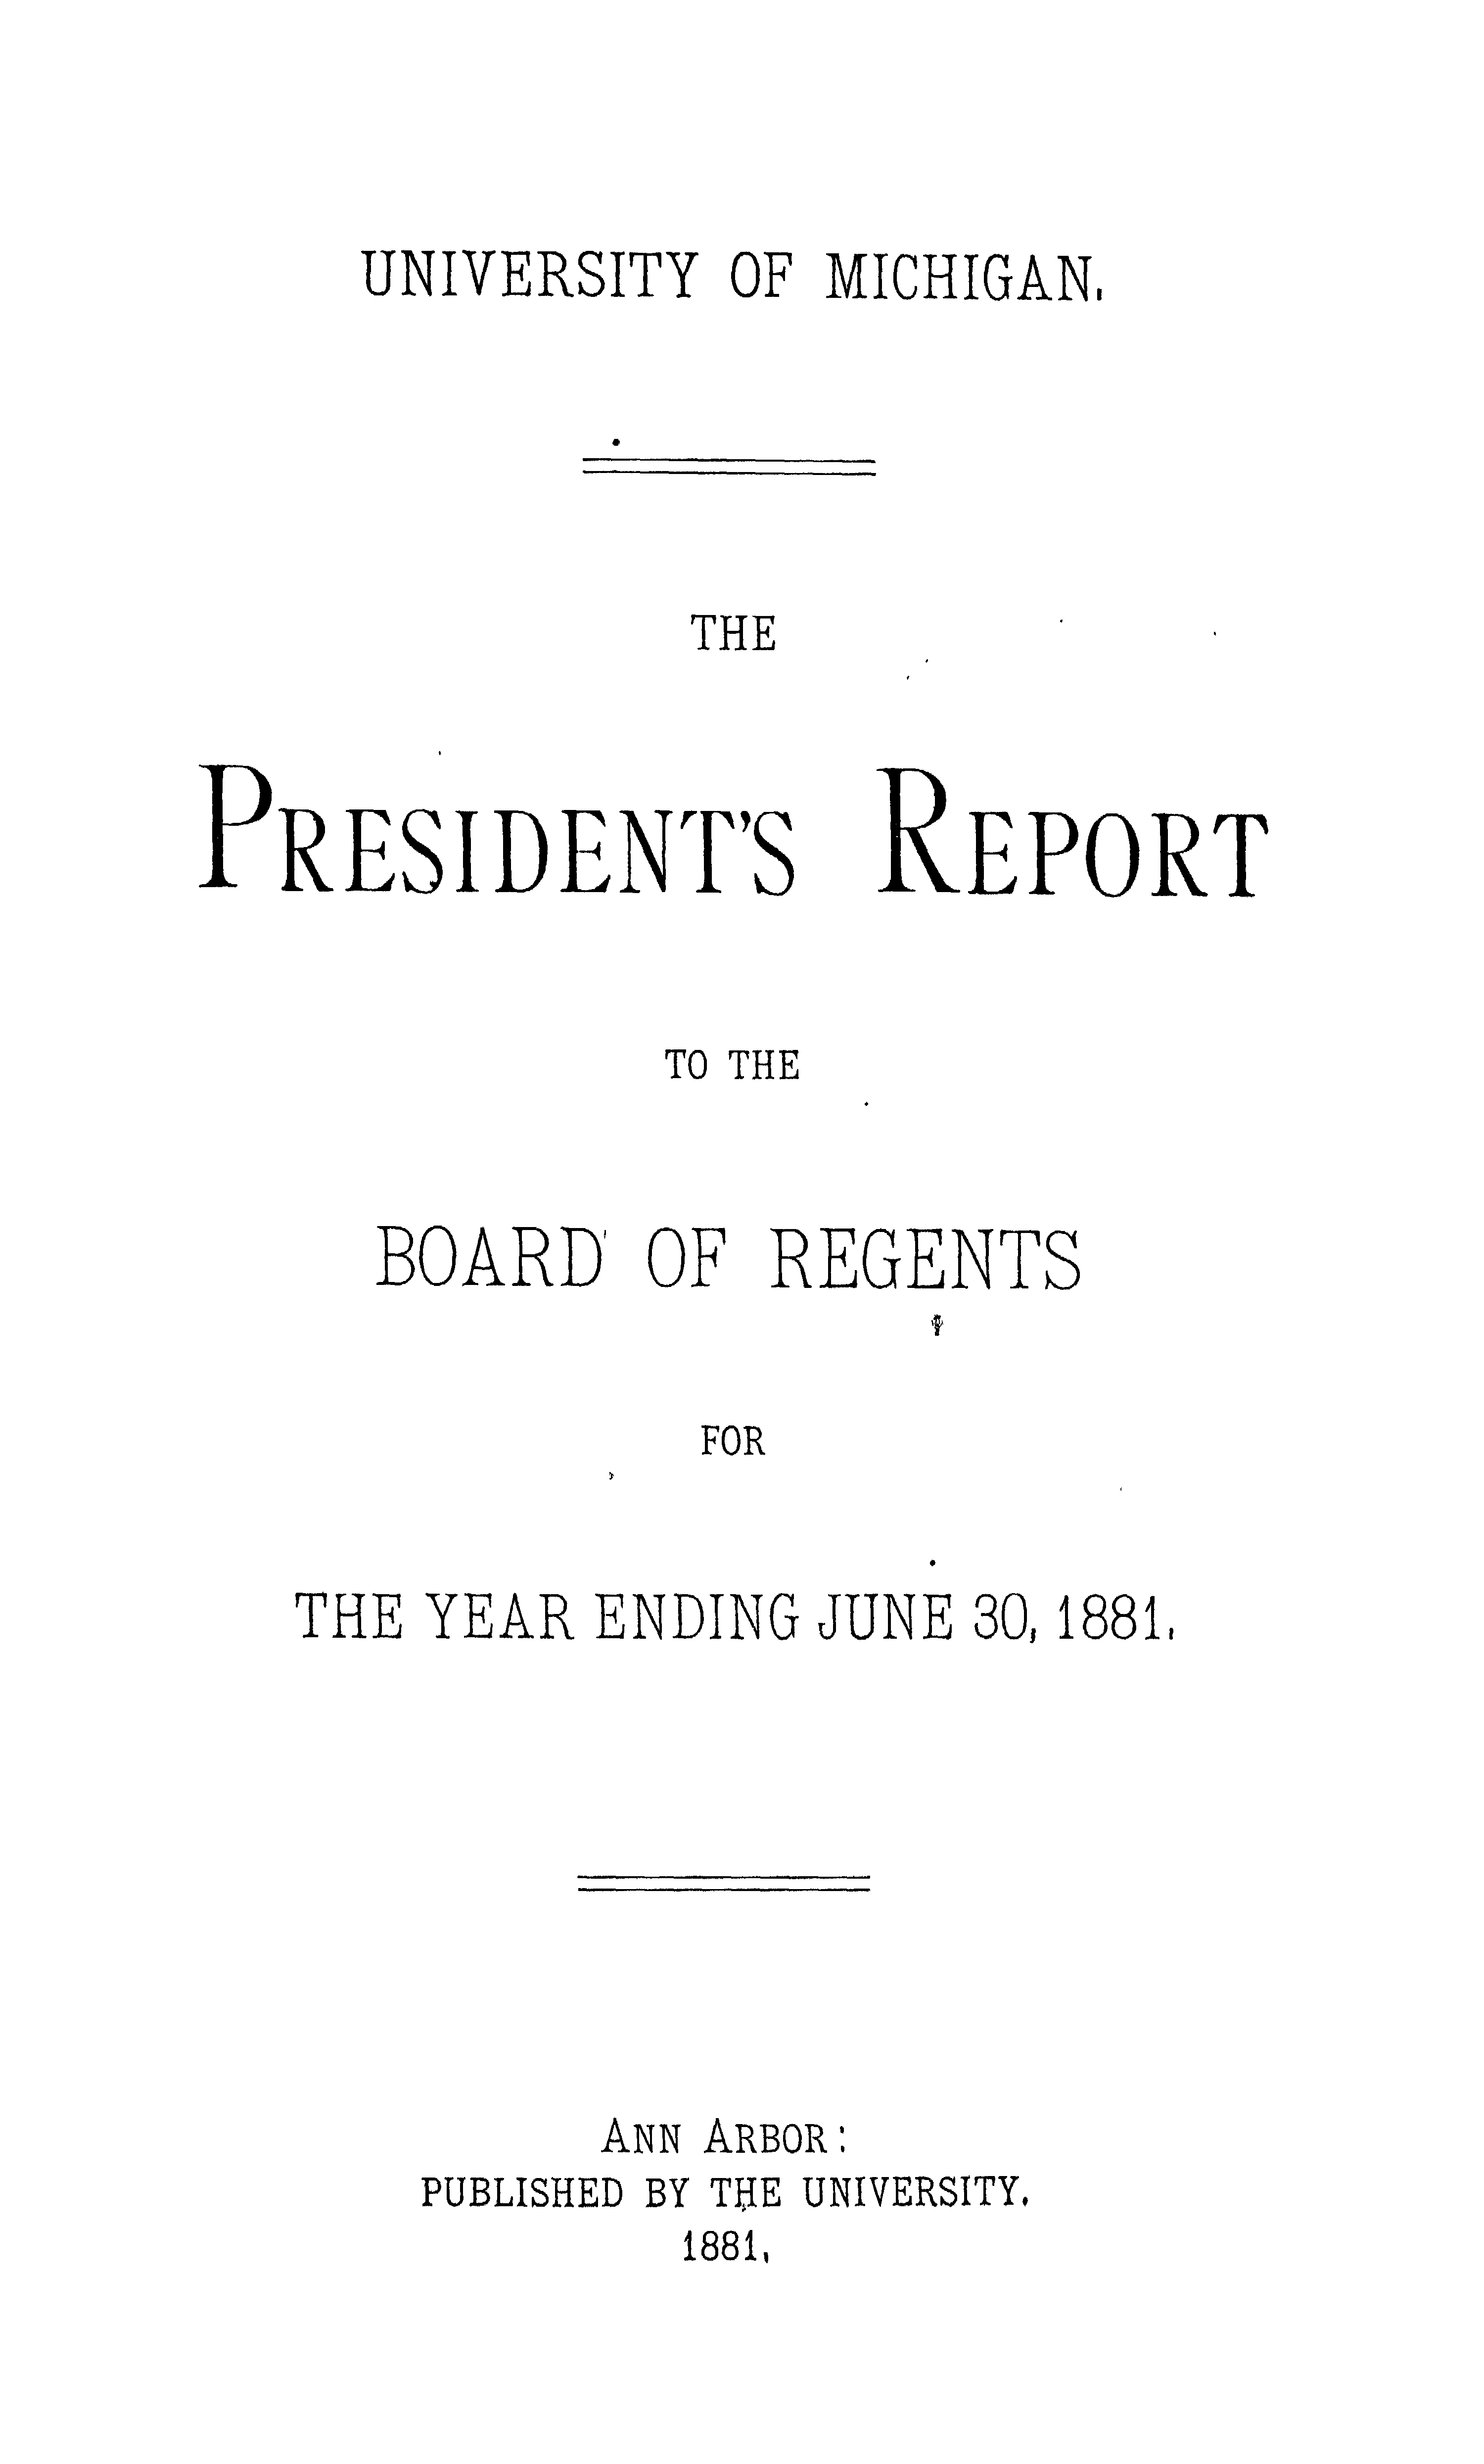 UNIVERSITY OF MICHIGAN.
THE
PRESIDENT'S REPORT
TO THE
BOARD OF REGENTS
FOR
THE YEAR ENDING JUNE 30, 1881.
ANN ARBOR:
PUBLISHED BY THE UNIVERSITY.
1881.